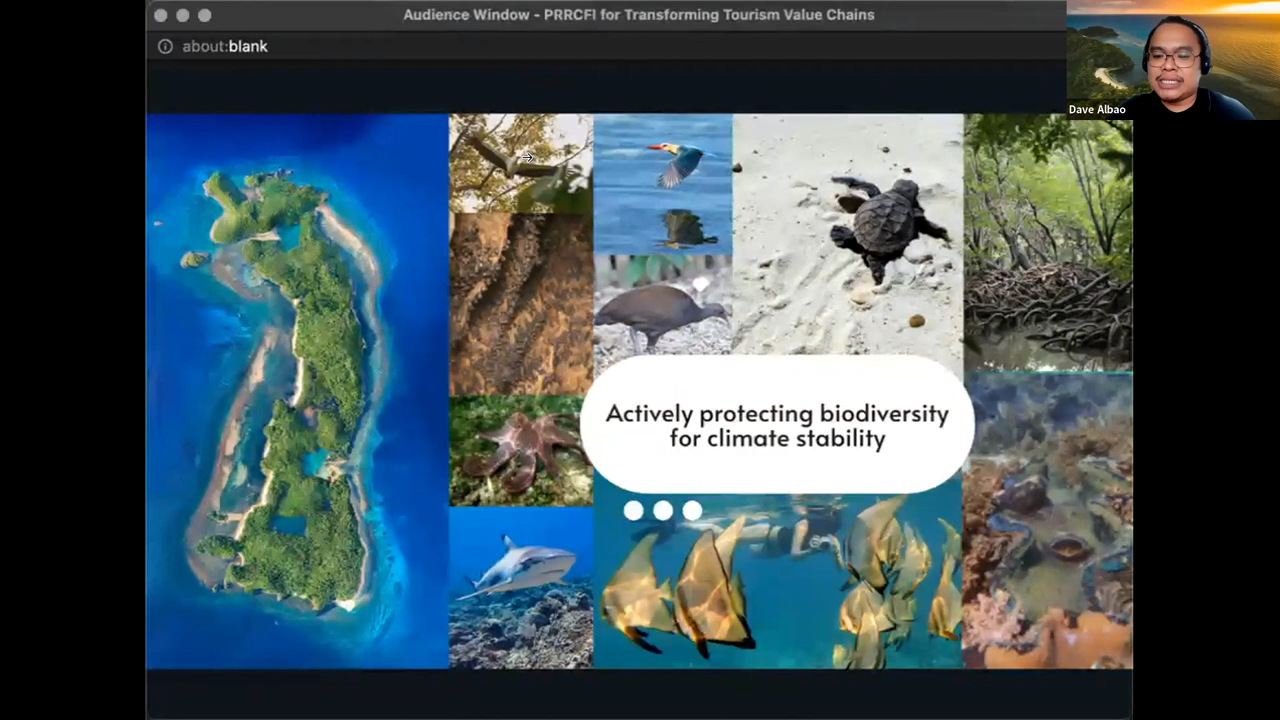 Audience Window - PRRCFI for Transforming Tourism Value Chains
about:blank
Dave Albao
Actively protecting biodiversity
for climate stability